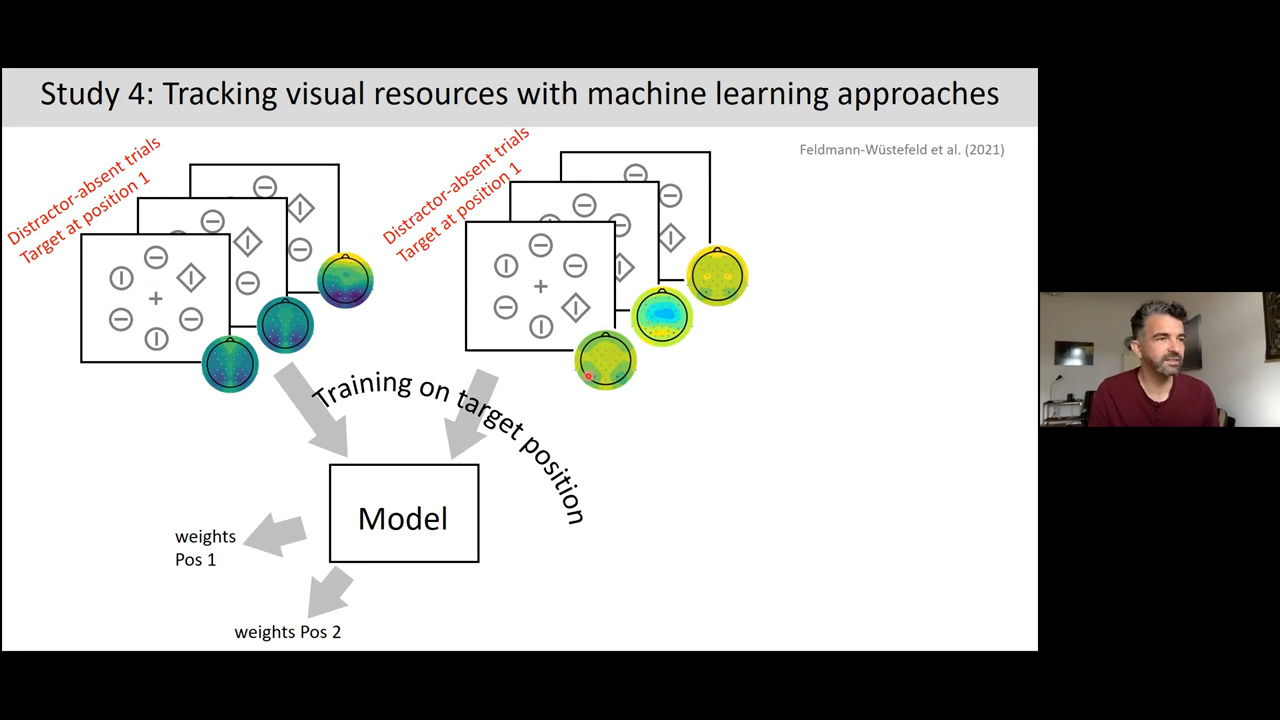 Study 4: Tracking visual resources with machine learning approaches
Feldmann-Wüstefeld et al. (2021)
Distractor-absent trials
Target at position 1
Distractor-absent trials
Target at position 1
Training on target position
Model
weights
Pos 1
weights Pos 2